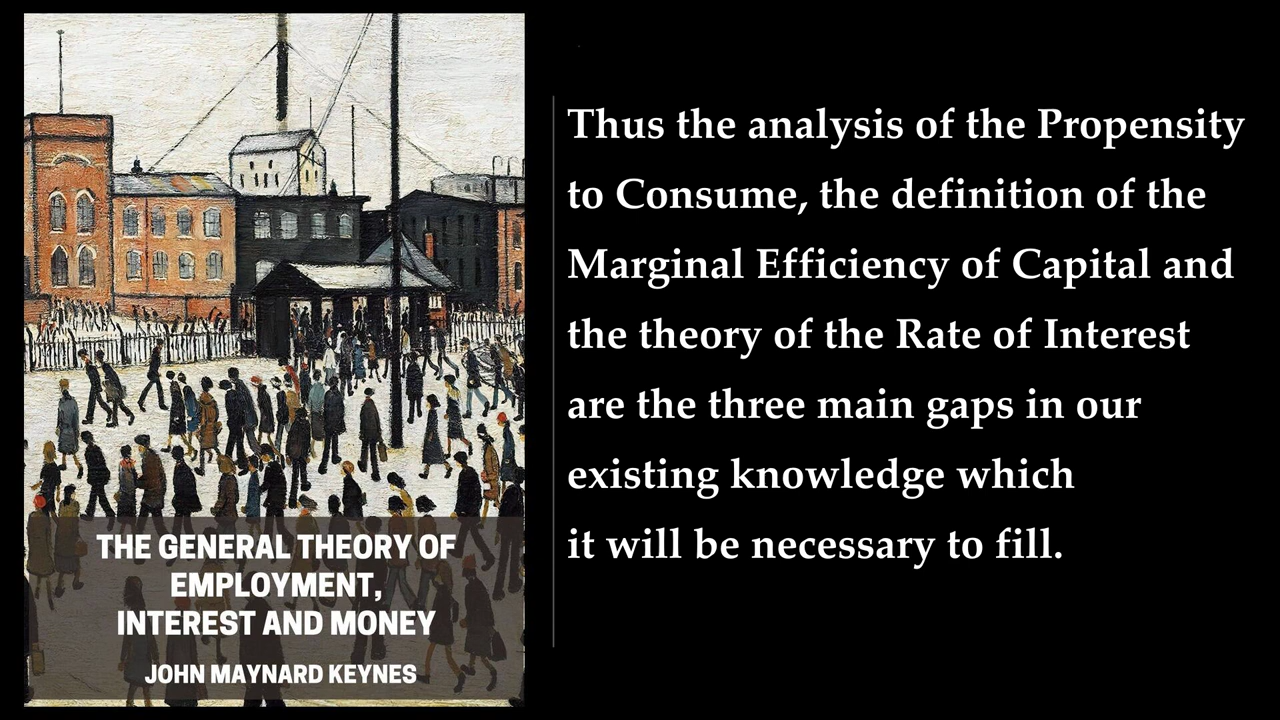 THE GENERAL THEORY OF
EMPLOYMENT,
INTEREST AND MONEY
JOHN MAYNARD KEYNES
Thus the analysis of the Propensity
to Consume, the definition of the
Marginal Efficiency of Capital and
the theory of the Rate of Interest
are the three main gaps in our
existing knowledge which
it will be necessary to fill.